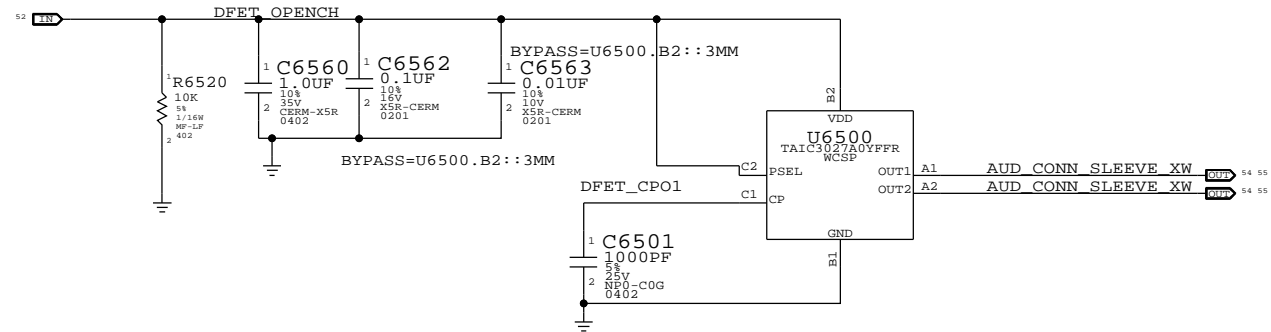 52 IN
DFET_OPENCH
BYPASS=U6500.B2::3MM
1
R6520
10K
5%
1/16W
MF-LF
402
2
1
C6560
1.0UF
10%
35V
CERM-X5R
0402
2
1
C6562
0.1UF
10%
16V
X5R-CERM
0201
2
1
C6563
0.01UF
10%
10V
X5R-CERM
0201
2
BYPASS=U6500.B2::3MM
B2
VDD
U6500
TAIC3027A0YFFR
WCSP
C2 PSEL
OUT1 A1 AUD_CONN_SLEEVE_XW OUT 54 55
OUT2 A2 AUD_CONN_SLEEVE_XW OUT 54 55
DFET_CPO1
C1 CP
GND
B1
1
C6501
1000PF
5%
25V
NP0-C0G
0402
2